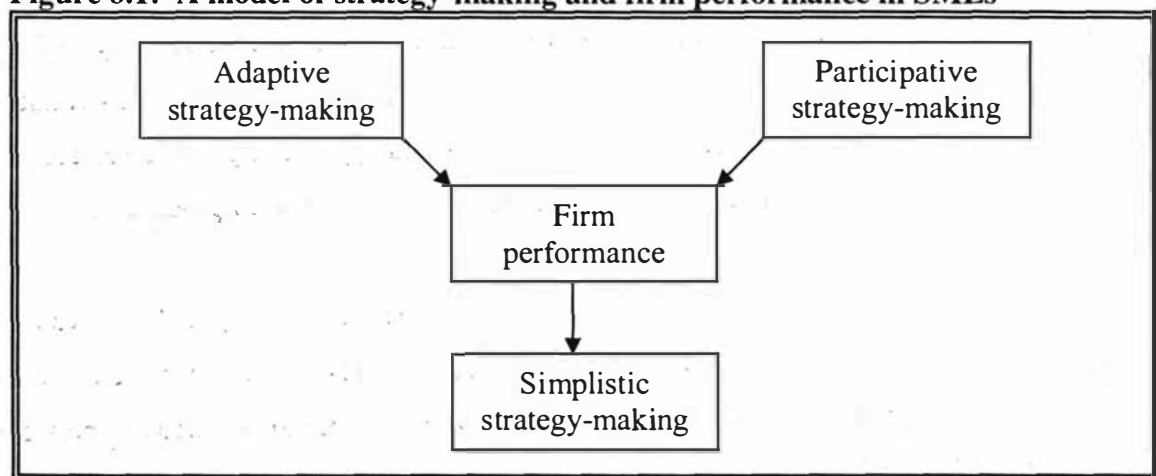 A model of strategy-making and firm performance in SMEs
Adaptive
strategy-making
Participative
strategy-making
Firm
performance
Simplistic
strategy-making